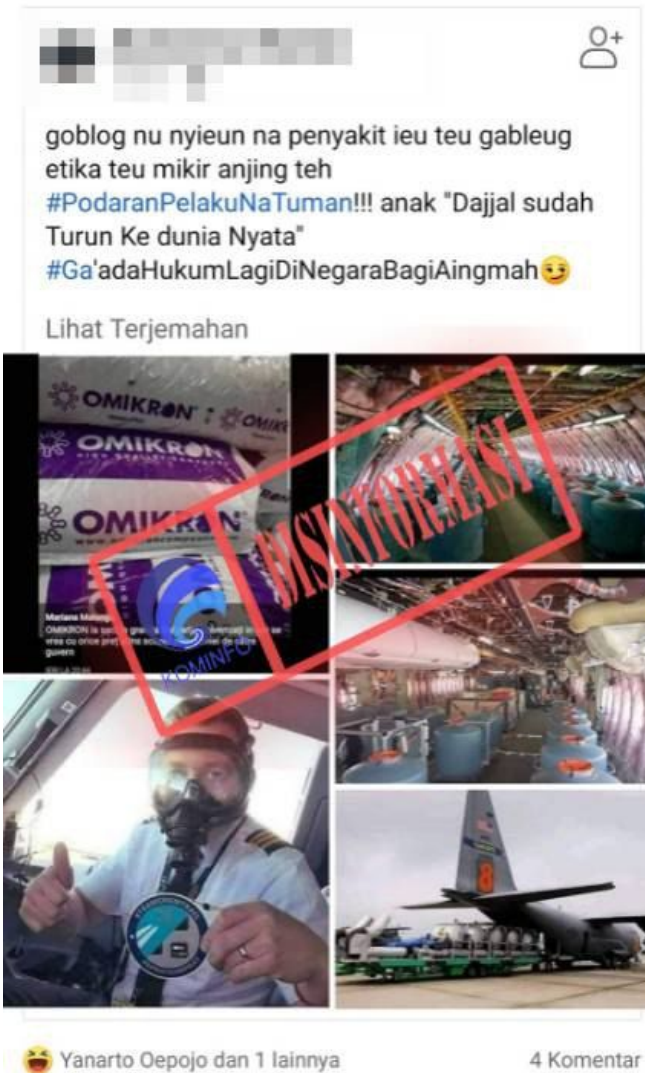 goblog nu nyieun na penyakit ieu teu gableug
etika teu mikir anjing teh
#PodaranPelakuNaTuman!!! anak "Dajjal sudah
Turun Ke dunia Nyata"
#Ga'adaHukumLagiDiNegaraBagiAingmah
Lihat Terjemahan
OMIKRON
OMIKRON
OMIKRON
DISINFORMASI
KOMINFO
8
Yanarto Oepojo dan 1 lainnya
4 Komentar